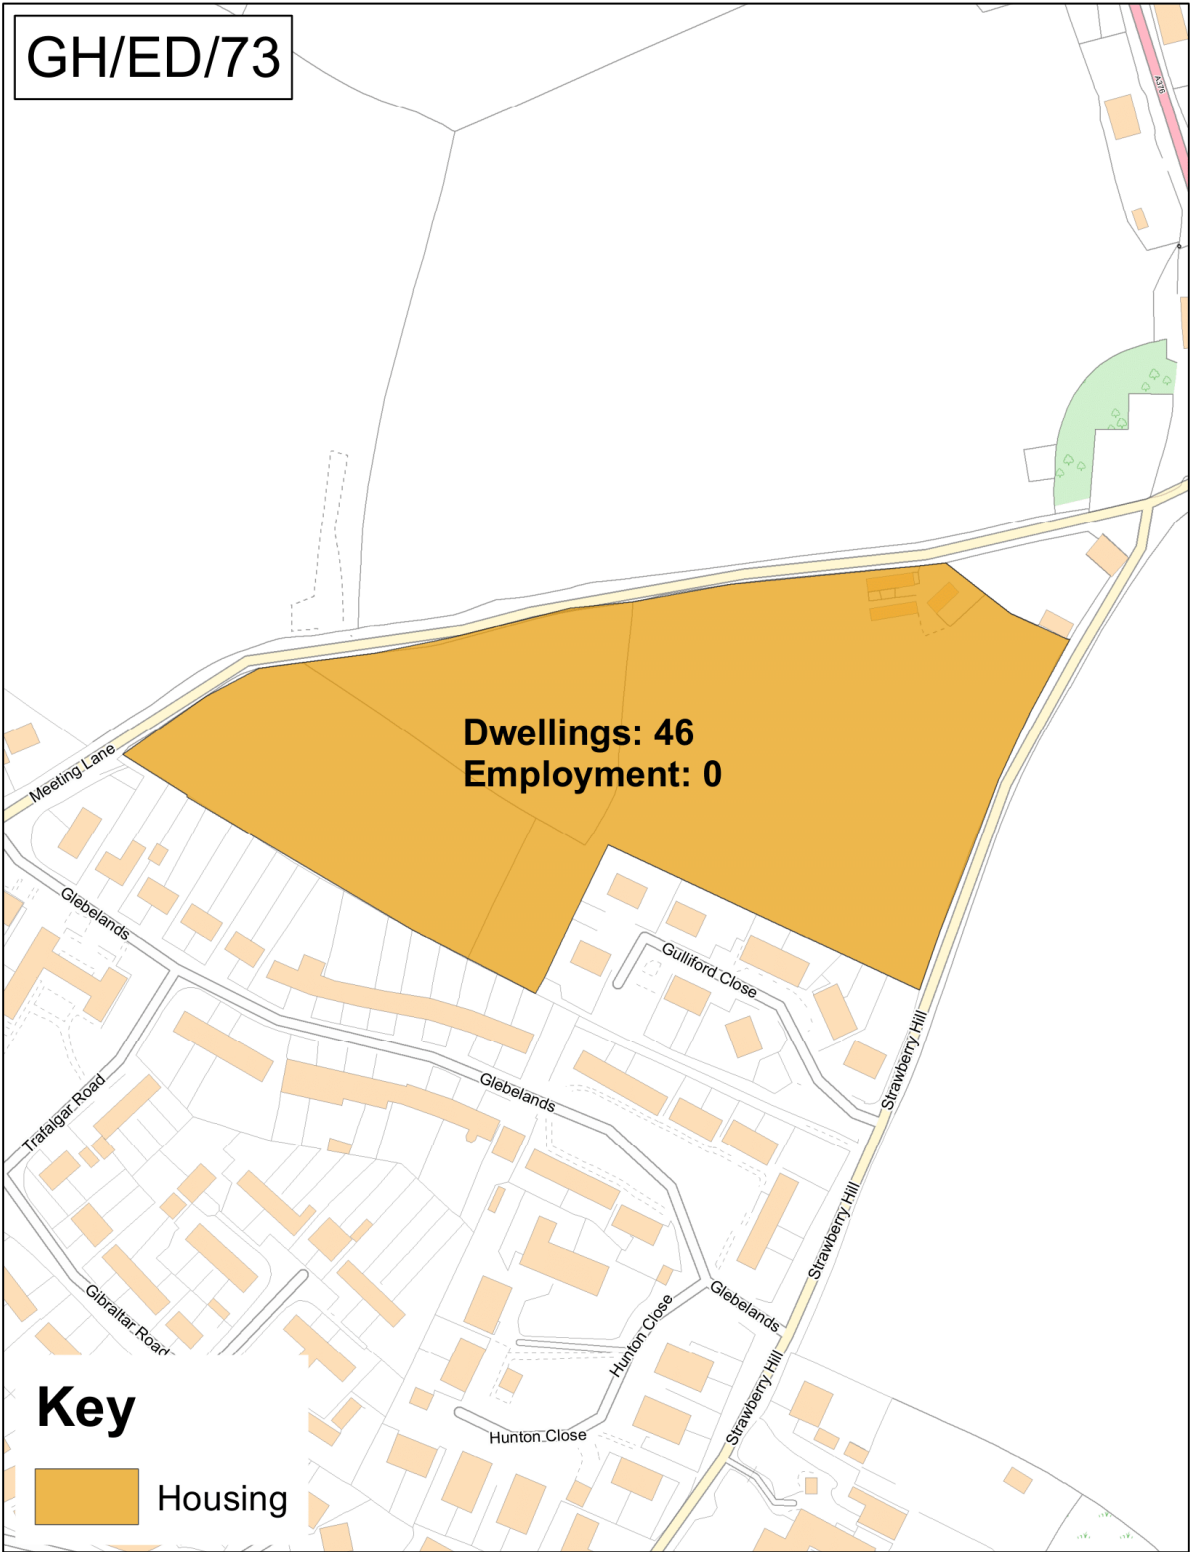 GH/ED/73
A376
Dwellings: 46
Employment: 0
Meeting Lane
Glebelands
Gulliford Close
Strawberry Hill
Glebelands
Trafalgar Road
Strawberry Hill
Gibraltar Road
Glebelands
Hunton Close
Strawberry Hill
Hunton Close
Key
Housing